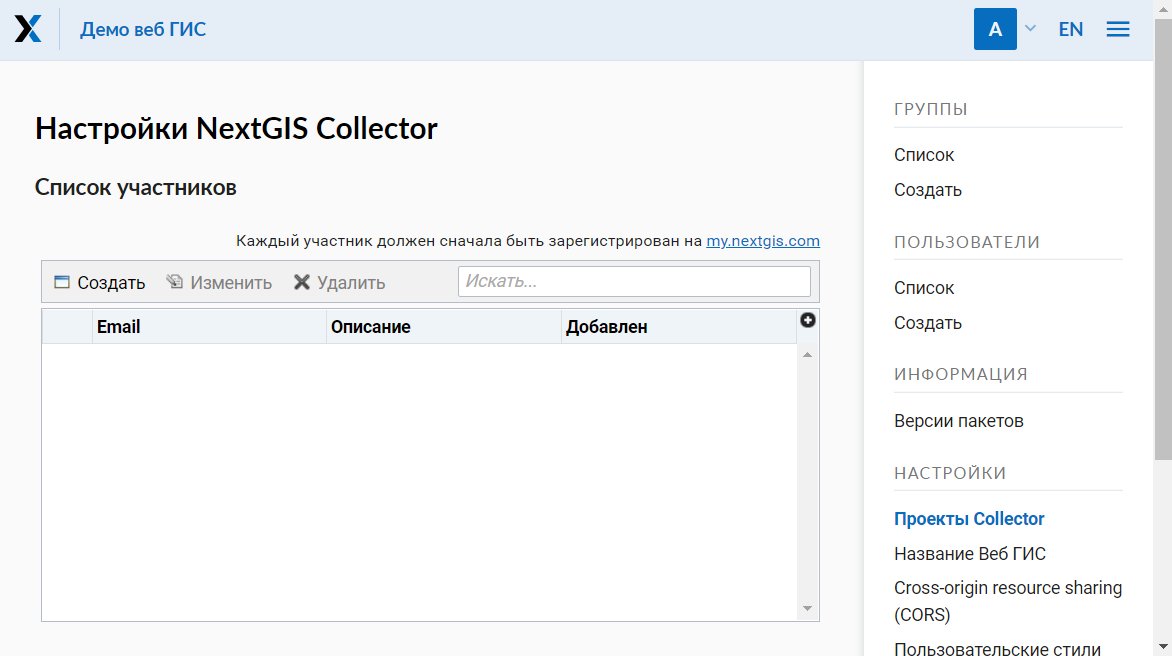 Демо веб ГИС
A
EN
Настройки NextGIS Collector
Список участников
Каждый участник должен сначала быть зарегистрирован на my.nextgis.com
Создать Изменить Удалить Искать...
Email Описание Добавлен
ГРУППЫ
Список
Создать
ПОЛЬЗОВАТЕЛИ
Список
Создать
ИНФОРМАЦИЯ
Версии пакетов
НАСТРОЙКИ
Проекты Collector
Название Веб ГИС
Cross-origin resource sharing
(CORS)
Пользовательские стили